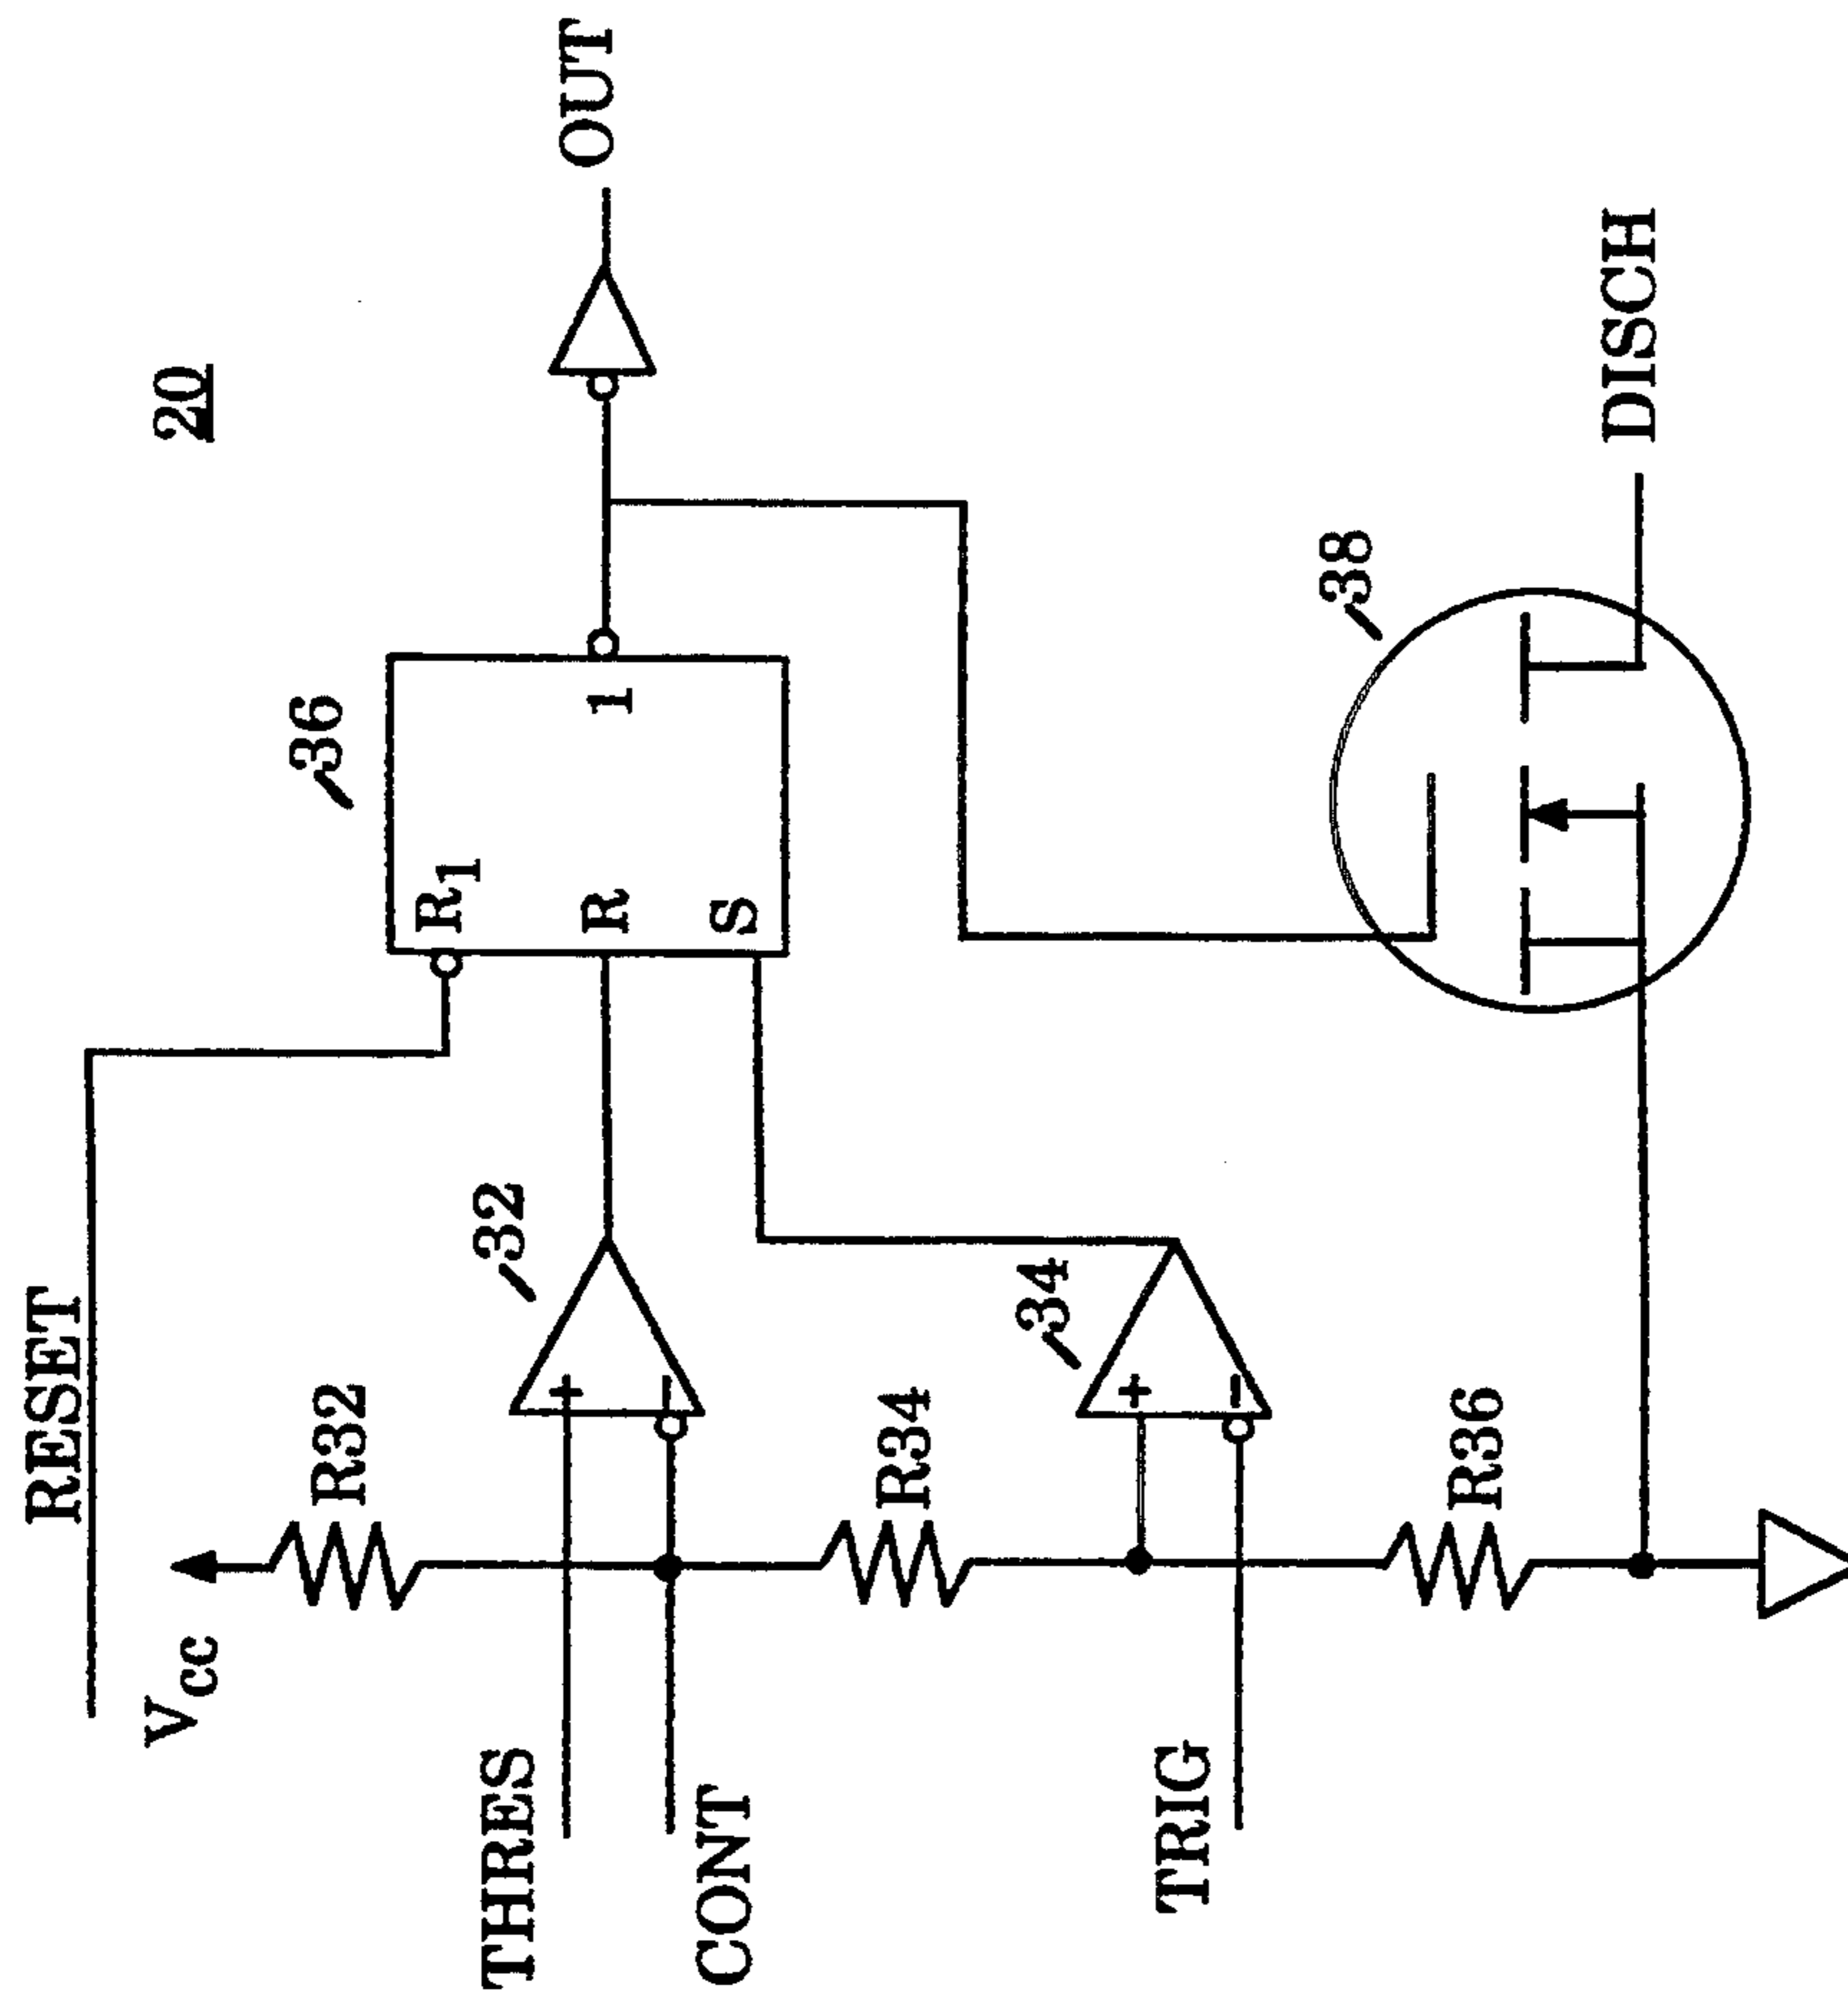 20
RESET
Vcc
R32
THRES
CONT
32
+
−
36
R1
R
S
1
OUT
R34
34
+
−
TRIG
R36
38
DISCH